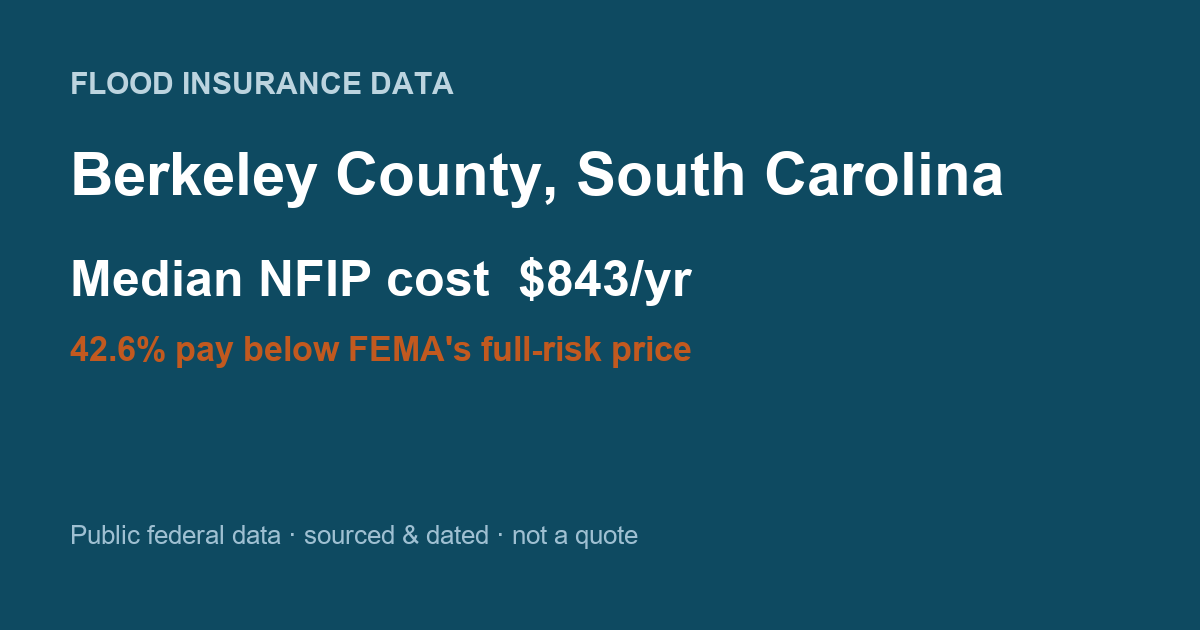 FLOOD INSURANCE DATA
Berkeley County, South Carolina
Median NFIP cost  $843/yr
42.6% pay below FEMA's full-risk price
Public federal data · sourced & dated · not a quote